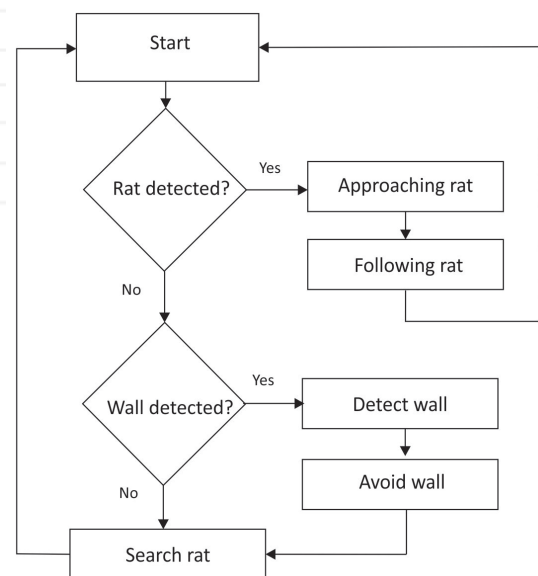 Start
Rat detected?
Yes
Approaching rat
Following rat
No
Wall detected?
Yes
Detect wall
Avoid wall
No
Search rat